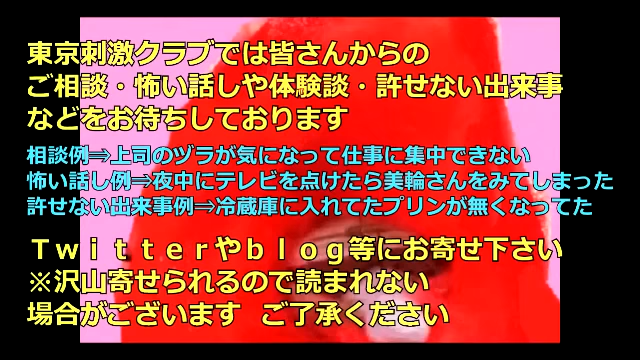 東京刺激クラブでは皆さんからの
ご相談・怖い話しや体験談・許せない出来事
などをお待ちしております
相談例⇒上司のヅラが気になって仕事に集中できない
怖い話し例⇒夜中にテレビを点けたら美輪さんをみてしまった
許せない出来事例⇒冷蔵庫に入れてたプリンが無くなってた
Ｔｗｉｔｔｅｒやｂｌｏｇ等にお寄せ下さい
※沢山寄せられるので読まれない
場合がございます　ご了承ください